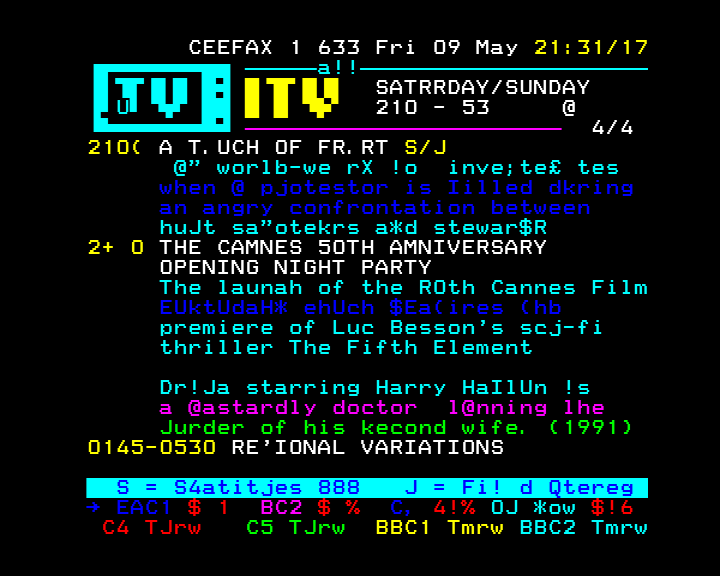 CEEFAX 1 633 Fri 09 May 21:31/17
a!!
TV ITV SATRRDAY/SUNDAY
U 210 - 53 @
4/4
210( A T.UCH OF FR.RT S/J
@" worlb-we rX !o inve;te£ tes
when @ pjotestor is Iilled dkring
an angry confrontation between
huJt sa"otekrs a*d stewar$R
2+ 0 THE CAMNES 50TH AMNIVERSARY
OPENING NIGHT PARTY
The launah of the R0th Cannes Film
EUktUdaH* ehUch $Ea(ires (hb
premiere of Luc Besson's scj-fi
thriller The Fifth Element
Dr!Ja starring Harry HaIlUn !s
a @astardly doctor l@nning lhe
Jurder of his kecond wife. (1991)
0145-0530 RE'IONAL VARIATIONS
S = S4atitjes 888 J = Fi! d Qtereg
→ EAC1 $ 1 BC2 $ % C, 4!% OJ *ow $!6
C4 TJrw C5 TJrw BBC1 Tmrw BBC2 Tmrw